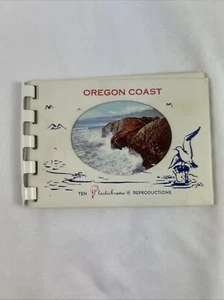 OREGON COAST
TEN Plastichrome ® REPRODUCTIONS